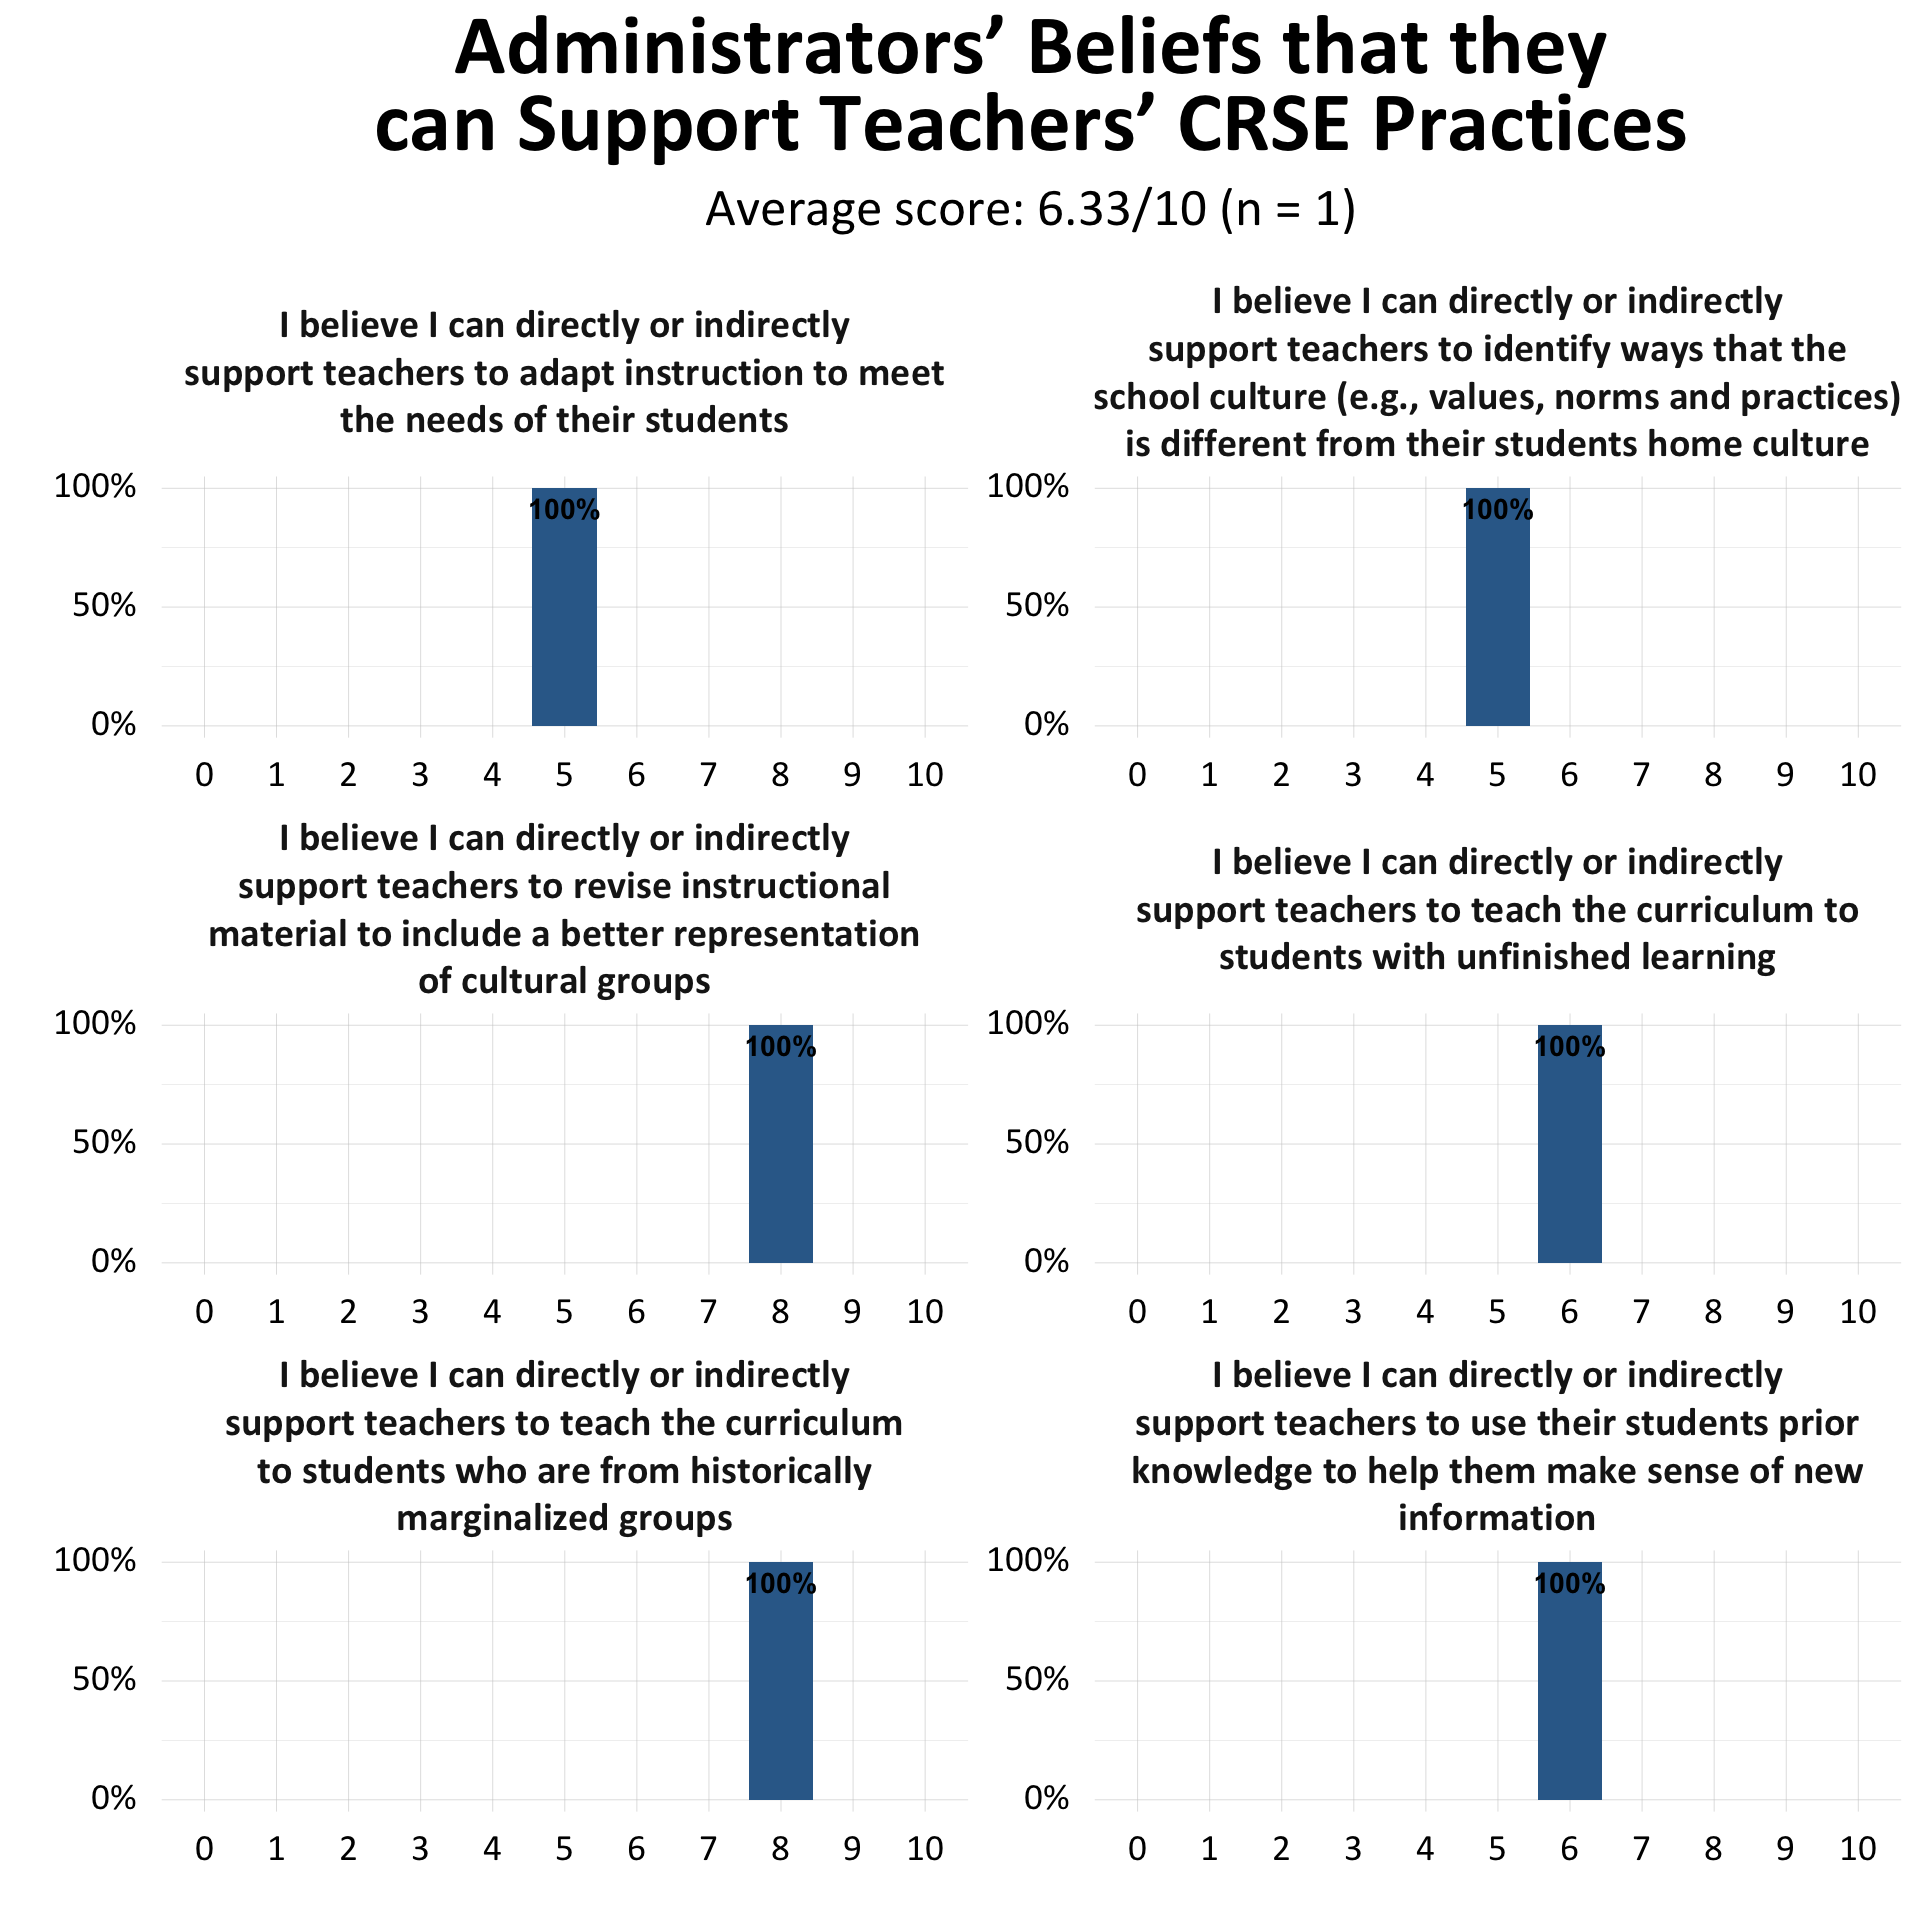 Administrators’ Beliefs that they
can Support Teachers’ CRSE Practices
Average score: 6.33/10 (n = 1)
I believe I can directly or indirectly
support teachers to adapt instruction to meet
the needs of their students
100%
100%
50%
0%
0 1 2 3 4 5 6 7 8 9 10
I believe I can directly or indirectly
support teachers to identify ways that the
school culture (e.g., values, norms and practices)
is different from their students home culture
100%
100%
50%
0%
0 1 2 3 4 5 6 7 8 9 10
I believe I can directly or indirectly
support teachers to revise instructional
material to include a better representation
of cultural groups
100%
100%
50%
0%
0 1 2 3 4 5 6 7 8 9 10
I believe I can directly or indirectly
support teachers to teach the curriculum to
students with unfinished learning
100%
100%
50%
0%
0 1 2 3 4 5 6 7 8 9 10
I believe I can directly or indirectly
support teachers to teach the curriculum
to students who are from historically
marginalized groups
100%
100%
50%
0%
0 1 2 3 4 5 6 7 8 9 10
I believe I can directly or indirectly
support teachers to use their students prior
knowledge to help them make sense of new
information
100%
100%
50%
0%
0 1 2 3 4 5 6 7 8 9 10